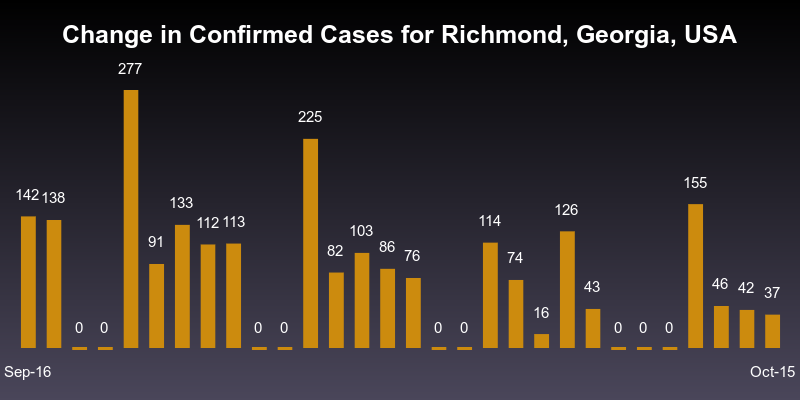 Change in Confirmed Cases for Richmond, Georgia, USA
142 138 0 0 277 91 133 112 113 0 0 225 82 103 86 76 0 0 114 74 16 126 43 0 0 0 155 46 42 37
Sep-16 Oct-15